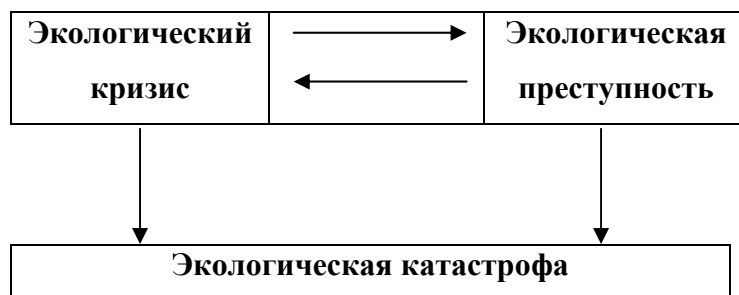 Экологический
кризис
Экологическая
преступность
Экологическая катастрофа